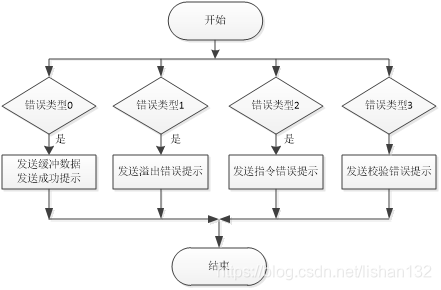 开始
错误类型0
错误类型1
错误类型2
错误类型3
是
是
是
发送缓冲数据
发送成功提示
发送溢出错误提示
发送指令错误提示
发送校验错误提示
结束
https://blog.csdn.net/lishan132